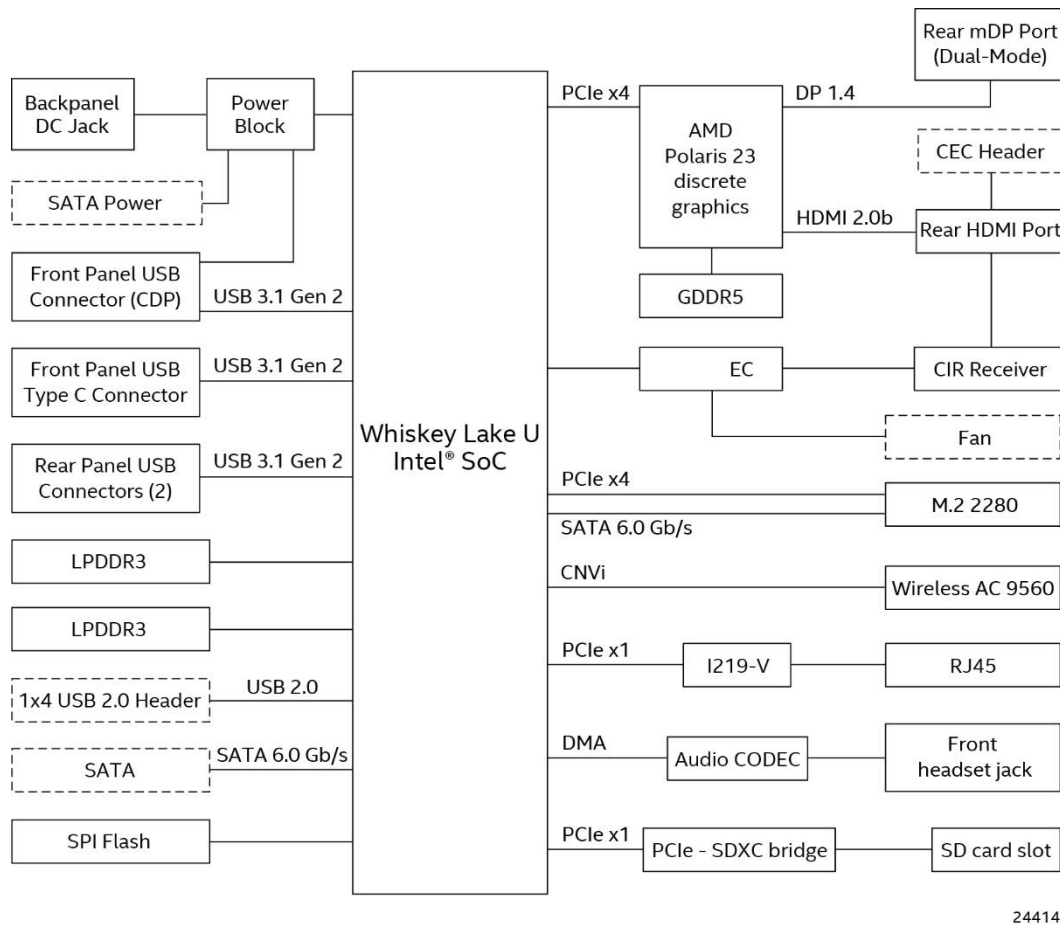 Backpanel
DC Jack
Power
Block
SATA Power
Front Panel USB
Connector (CDP)
USB 3.1 Gen 2
Front Panel USB
Type C Connector
USB 3.1 Gen 2
Rear Panel USB
Connectors (2)
USB 3.1 Gen 2
LPDDR3
LPDDR3
1x4 USB 2.0 Header
USB 2.0
SATA
SATA 6.0 Gb/s
SPI Flash
Whiskey Lake U
Intel® SoC
PCIe x4
AMD
Polaris 23
discrete
graphics
DP 1.4
Rear mDP Port
(Dual-Mode)
CEC Header
HDMI 2.0b
Rear HDMI Port
GDDR5
EC
CIR Receiver
Fan
PCIe x4
SATA 6.0 Gb/s
M.2 2280
CNVi
Wireless AC 9560
PCIe x1
I219-V
RJ45
DMA
Audio CODEC
Front
headset jack
PCIe x1
PCIe - SDXC bridge
SD card slot
24414